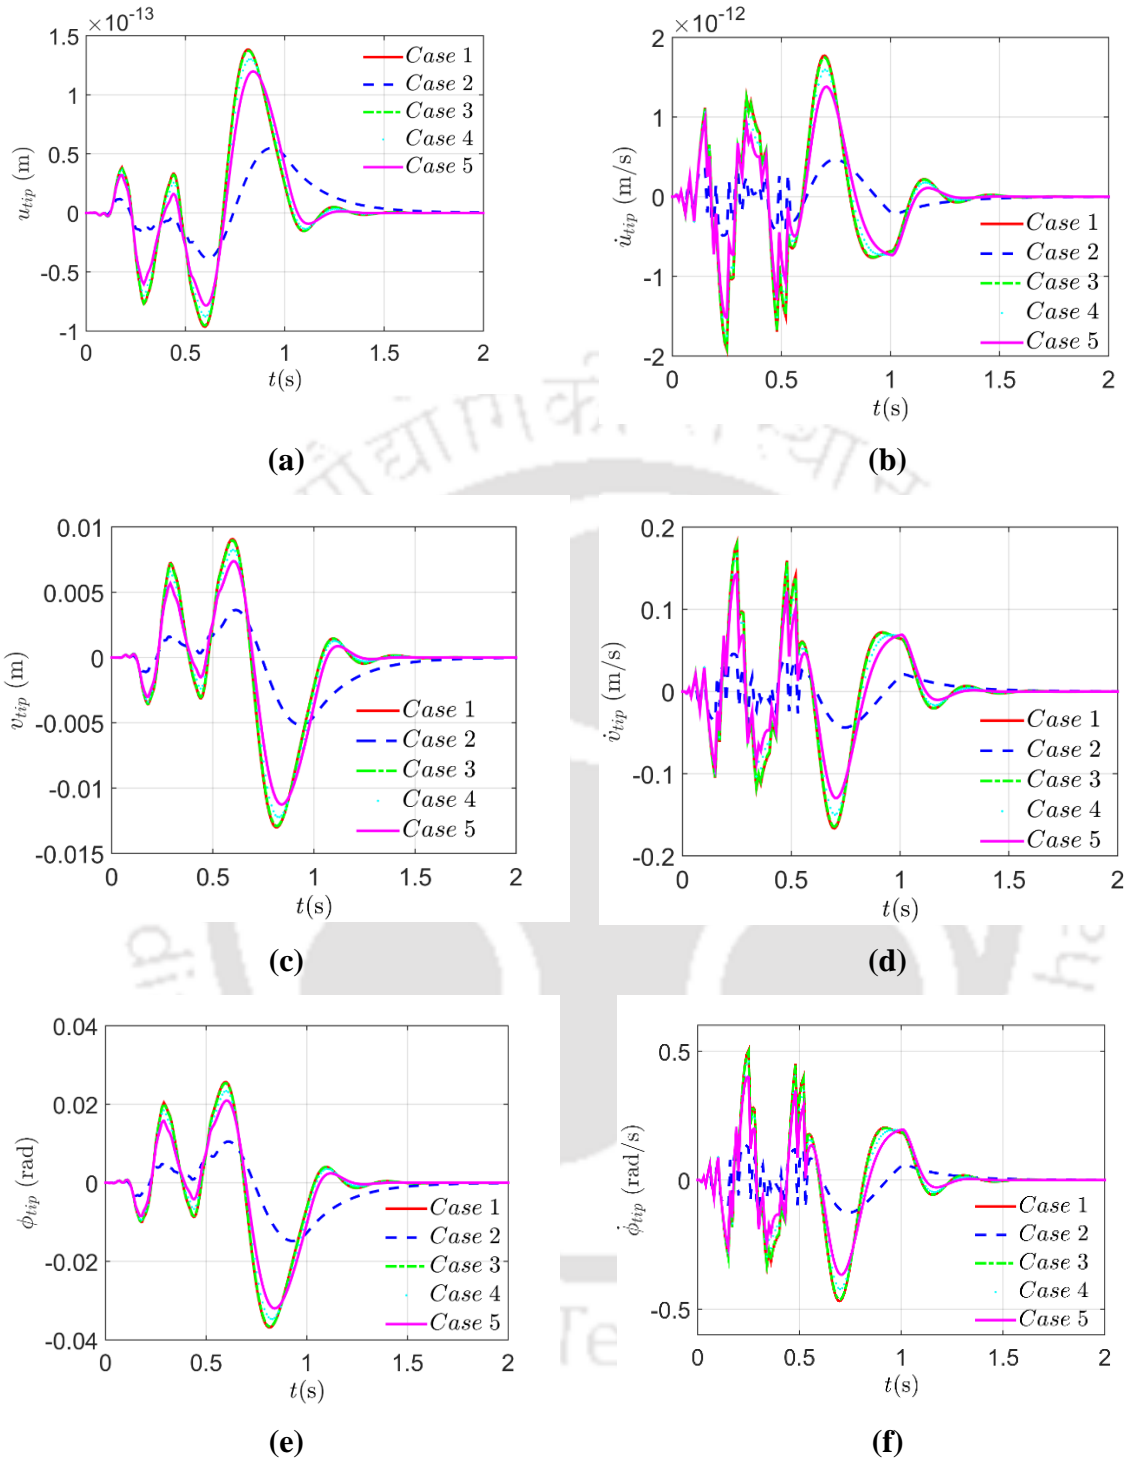 ×10⁻¹³
1.5
1
0.5
0
-0.5
-1
0 0.5 1 1.5 2
u_tip (m)
t(s)
Case 1
Case 2
Case 3
Case 4
Case 5
(a)
×10⁻¹²
2
1
0
-1
-2
0 0.5 1 1.5 2
u̇_tip (m/s)
t(s)
Case 1
Case 2
Case 3
Case 4
Case 5
(b)
0.01
0.005
0
-0.005
-0.01
-0.015
0 0.5 1 1.5 2
v_tip (m)
t(s)
Case 1
Case 2
Case 3
Case 4
Case 5
(c)
0.2
0.1
0
-0.1
-0.2
0 0.5 1 1.5 2
v̇_tip (m/s)
t(s)
Case 1
Case 2
Case 3
Case 4
Case 5
(d)
0.04
0.02
0
-0.02
-0.04
0 0.5 1 1.5 2
ϕ_tip (rad)
t(s)
Case 1
Case 2
Case 3
Case 4
Case 5
(e)
0.5
0
-0.5
0 0.5 1 1.5 2
ϕ̇_tip (rad/s)
t(s)
Case 1
Case 2
Case 3
Case 4
Case 5
(f)